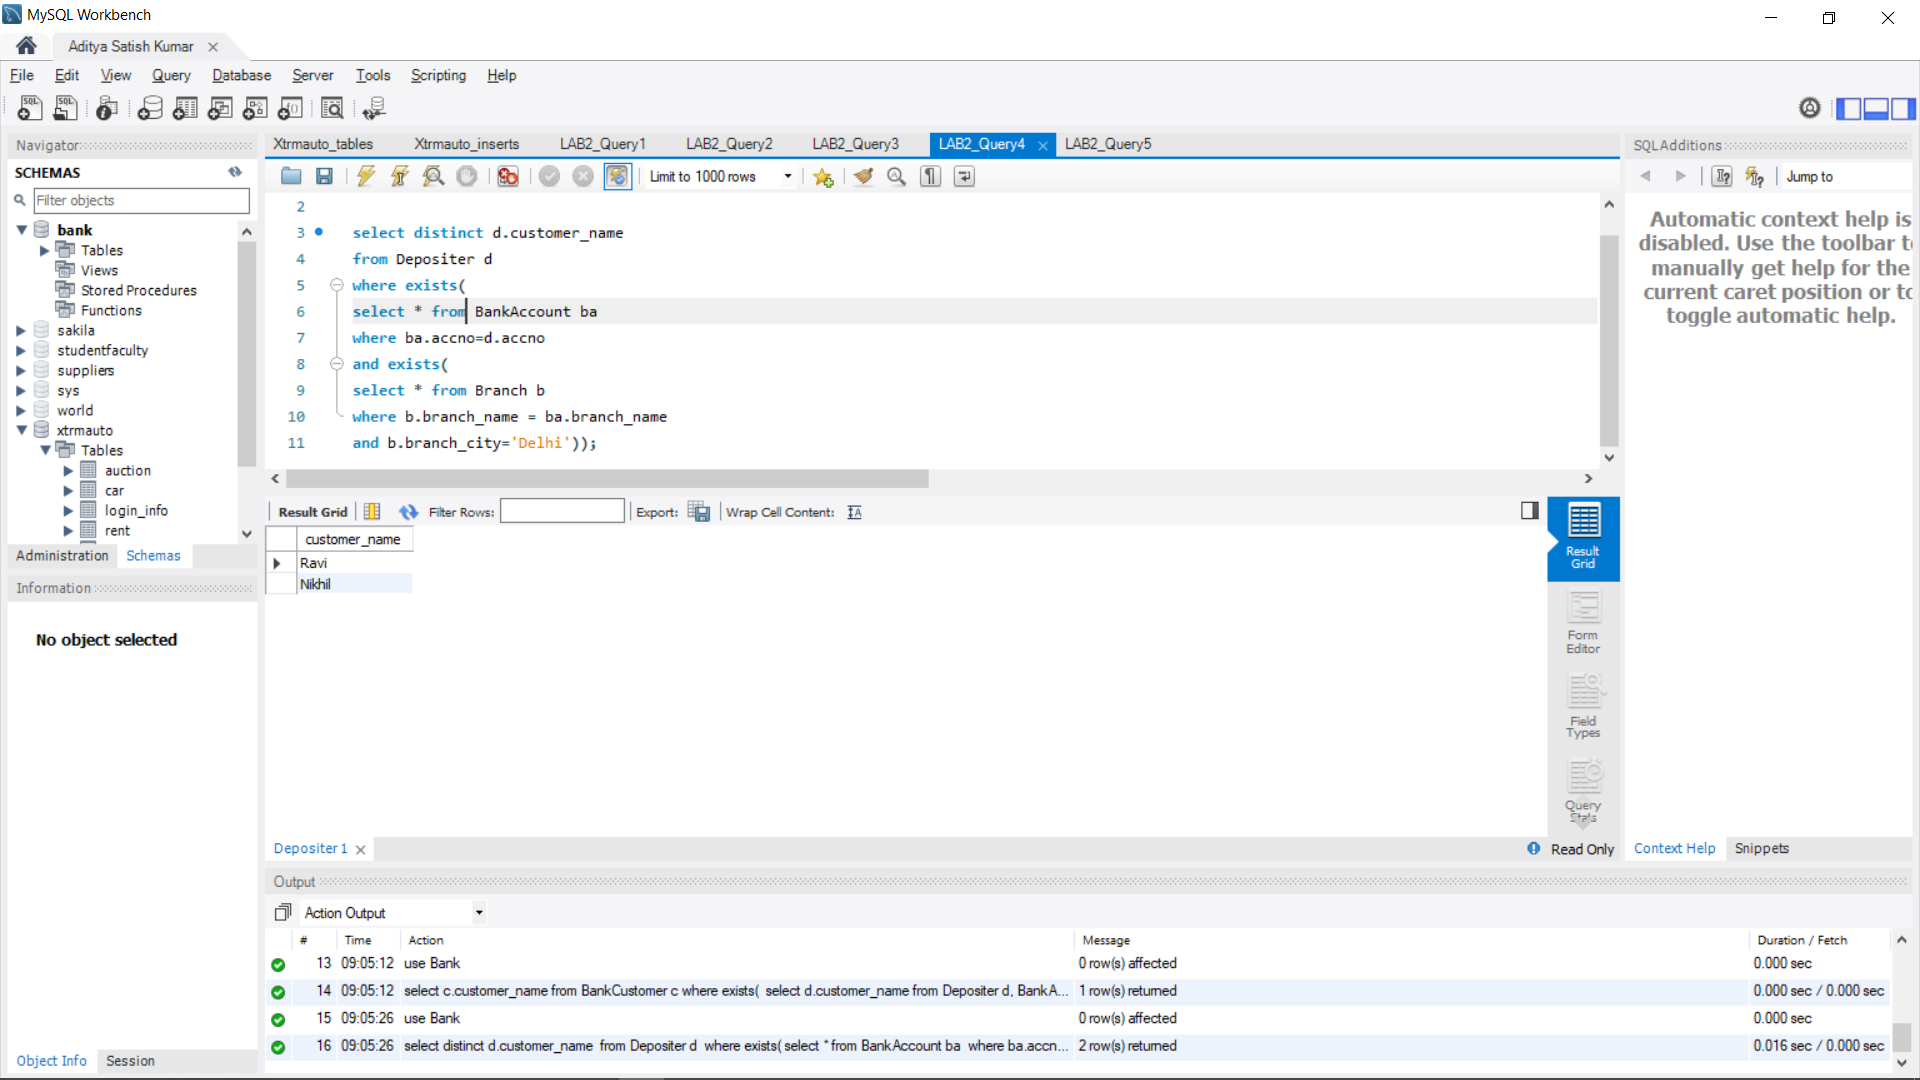 MySQL Workbench
Aditya Satish Kumar
File Edit View Query Database Server Tools Scripting Help
Navigator
SCHEMAS
Filter objects
bank
Tables
Views
Stored Procedures
Functions
sakila
studentfaculty
suppliers
sys
world
xtrmauto
Tables
auction
car
login_info
rent
Administration Schemas
Information
No object selected
Object Info Session
Xtrmauto_tables Xtrmauto_inserts LAB2_Query1 LAB2_Query2 LAB2_Query3 LAB2_Query4 LAB2_Query5
Limit to 1000 rows
2
3 select distinct d.customer_name
4 from Depositer d
5 where exists(
6 select * from BankAccount ba
7 where ba.accno=d.accno
8 and exists(
9 select * from Branch b
10 where b.branch_name = ba.branch_name
11 and b.branch_city='Delhi'));
Result Grid Filter Rows: Export: Wrap Cell Content:
customer_name
Ravi
Nikhil
Result
Grid
Form
Editor
Field
Types
Query
Stats
Depositer 1 Read Only
SQLAdditions
Jump to
Automatic context help is
disabled. Use the toolbar to
manually get help for the
current caret position or to
toggle automatic help.
Context Help Snippets
Output
Action Output
# Time Action Message Duration / Fetch
13 09:05:12 use Bank 0 row(s) affected 0.000 sec
14 09:05:12 select c.customer_name from BankCustomer c where exists( select d.customer_name from Depositer d, BankA... 1 row(s) returned 0.000 sec / 0.000 sec
15 09:05:26 use Bank 0 row(s) affected 0.000 sec
16 09:05:26 select distinct d.customer_name from Depositer d where exists( select * from BankAccount ba where ba.accn... 2 row(s) returned 0.016 sec / 0.000 sec